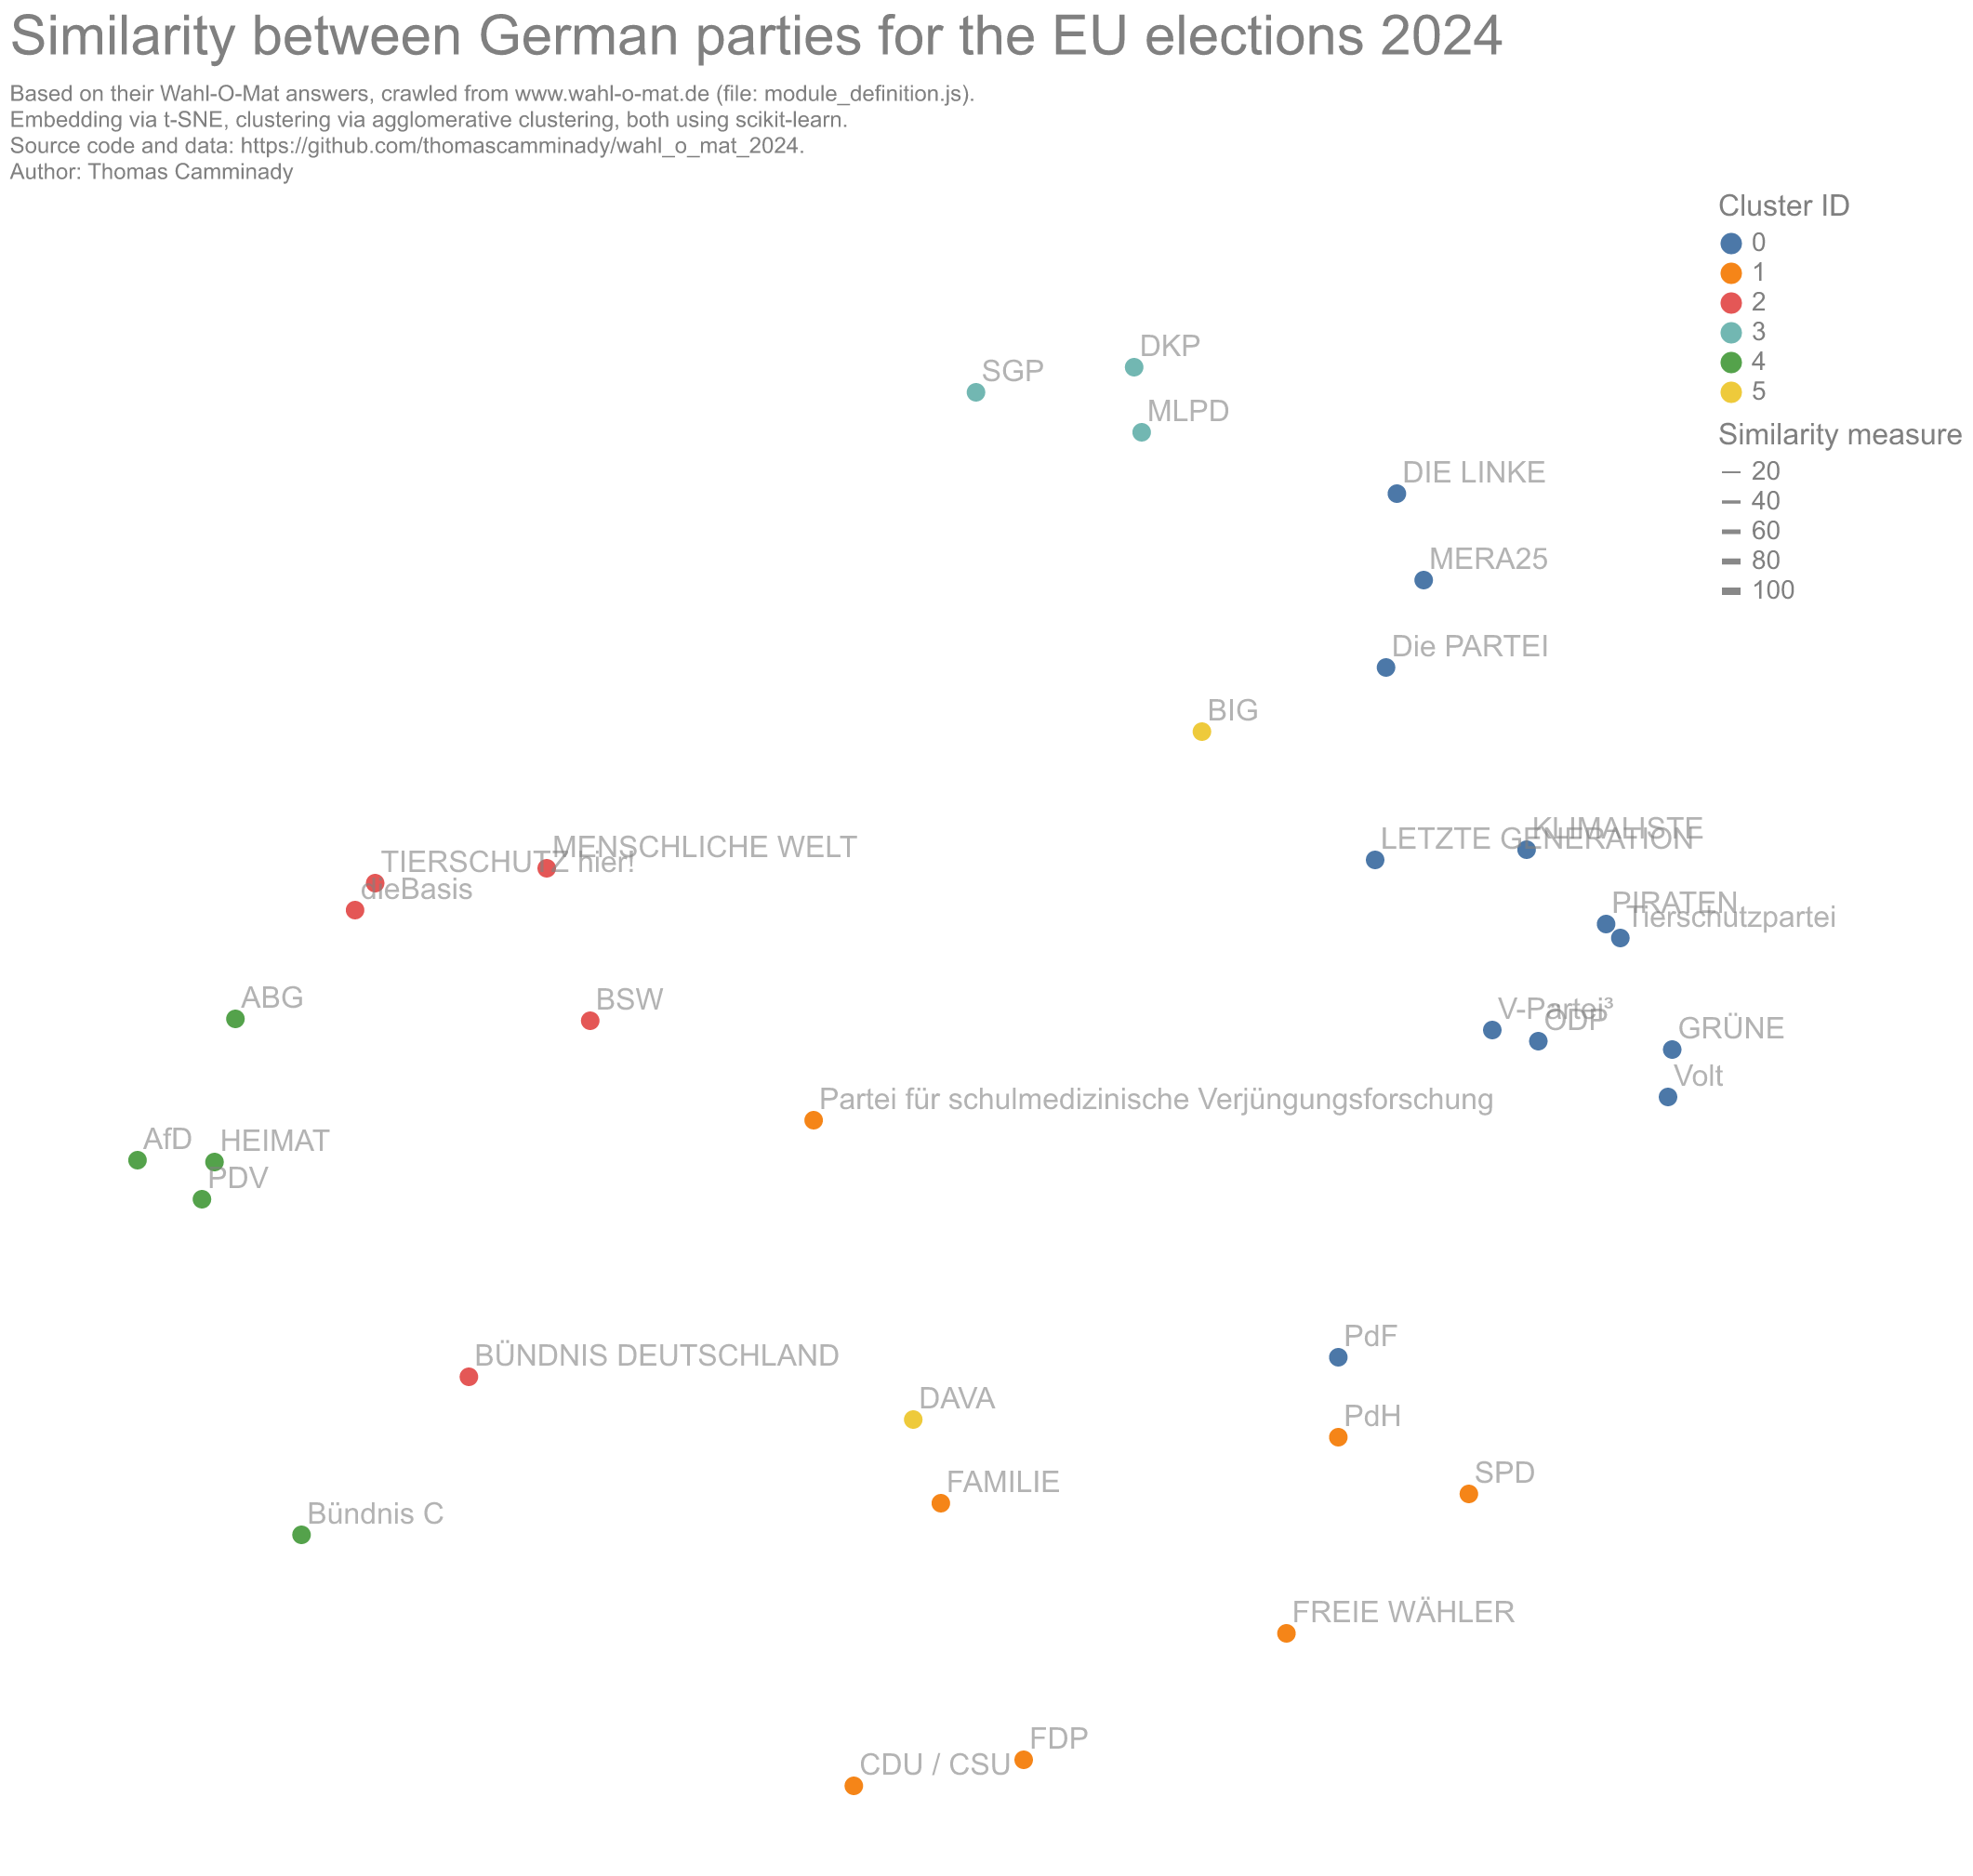 Similarity between German parties for the EU elections 2024
Based on their Wahl-O-Mat answers, crawled from www.wahl-o-mat.de (file: module_definition.js).
Embedding via t-SNE, clustering via agglomerative clustering, both using scikit-learn.
Source code and data: https://github.com/thomascamminady/wahl_o_mat_2024.
Author: Thomas Camminady
Cluster ID
0
1
2
3
4
5
Similarity measure
20
40
60
80
100
DKP
SGP
MLPD
DIE LINKE
MERA25
Die PARTEI
BIG
KLIMALISTE
LETZTE GENERATION
MENSCHLICHE WELT
TIERSCHUTZ hier!
dieBasis
PIRATEN
Tierschutzpartei
ABG
BSW
V-Partei³
ÖDP
GRÜNE
Volt
Partei für schulmedizinische Verjüngungsforschung
AfD
HEIMAT
PDV
PdF
BÜNDNIS DEUTSCHLAND
DAVA
PdH
SPD
FAMILIE
Bündnis C
FREIE WÄHLER
FDP
CDU / CSU